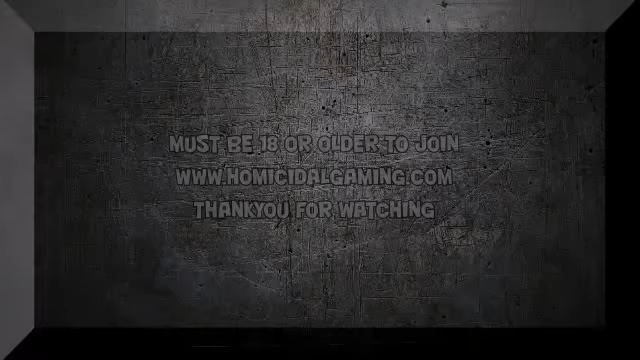 MUST BE 18 OR OLDER TO JOIN
WWW.HOMICIDALGAMING.COM
THANKYOU FOR WATCHING